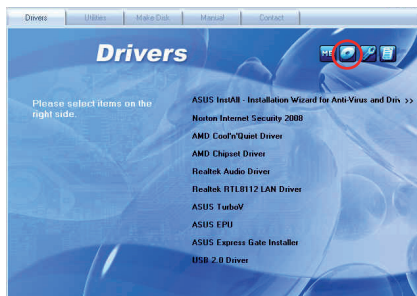 Drivers Utilities Make Disk Manual Contact
Drivers
Please select items on the
right side.
ASUS InstAll - Installation Wizard for Anti-Virus and Driv >>
Norton Internet Security 2008
AMD Cool'n'Quiet Driver
AMD Chipset Driver
Realtek Audio Driver
Realtek RTL8112 LAN Driver
ASUS TurboV
ASUS EPU
ASUS Express Gate Installer
USB 2.0 Driver